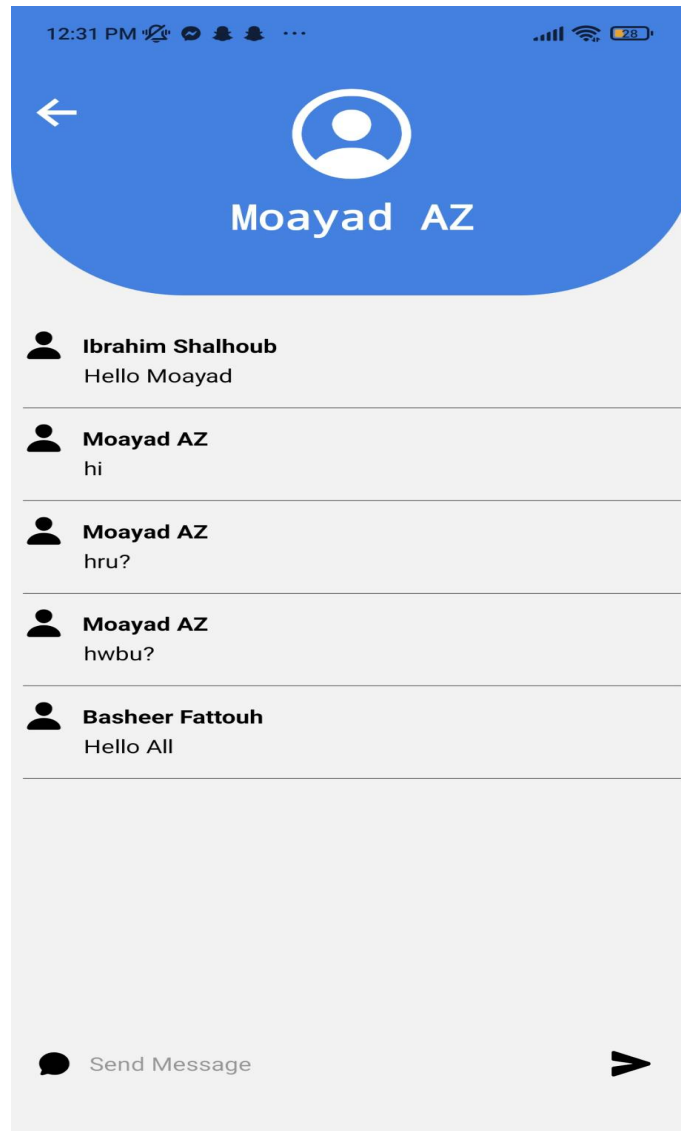 12:31 PM ... 28
Moayad AZ
Ibrahim Shalhoub
Hello Moayad
Moayad AZ
hi
Moayad AZ
hru?
Moayad AZ
hwbu?
Basheer Fattouh
Hello All
Send Message